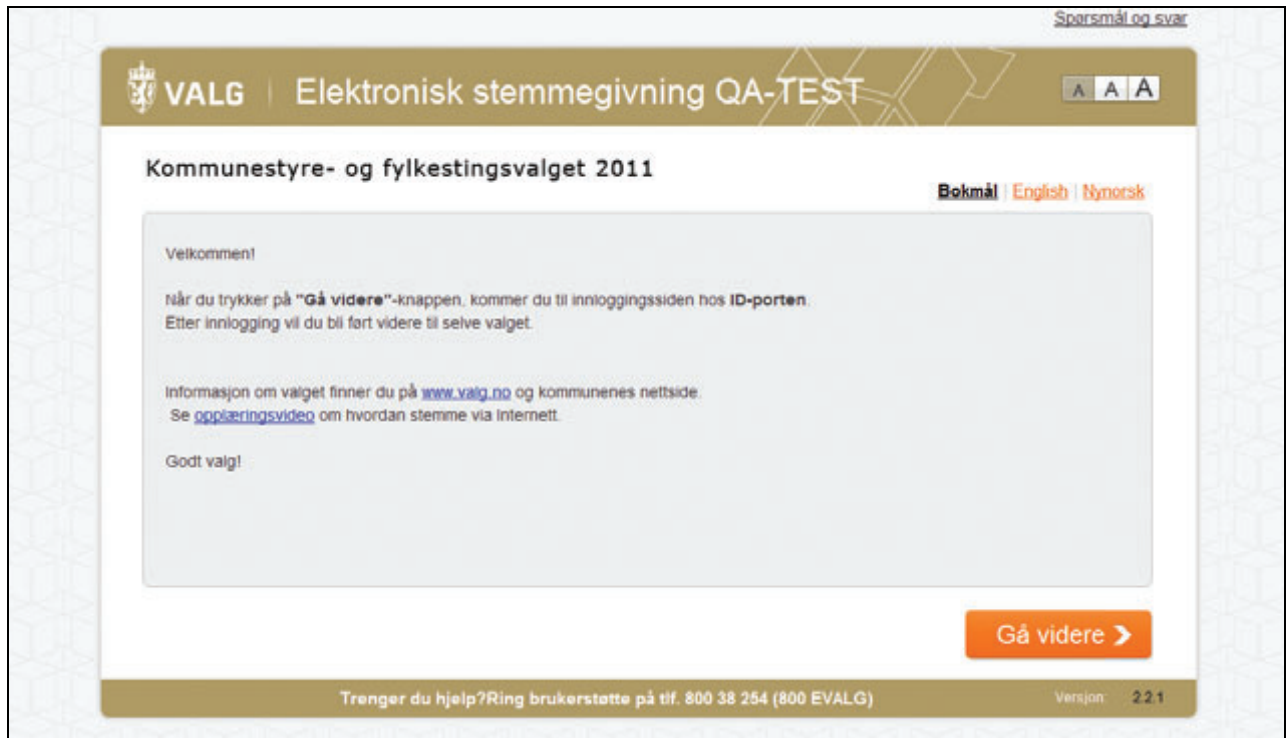 Spørsmål og svar
VALG Elektronisk stemmegivning QA-TEST A A A
Kommunestyre- og fylkestingsvalget 2011
Bokmål | English | Nynorsk
Velkommen!
Når du trykker på "Gå videre"-knappen, kommer du til innloggingssiden hos ID-porten.
Etter innlogging vil du bli ført videre til selve valget.
Informasjon om valget finner du på www.valg.no og kommunenes nettside.
Se opplæringsvideo om hvordan stemme via Internett.
Godt valg!
Gå videre
Trenger du hjelp?Ring brukerstøtte på tlf. 800 38 254 (800 EVALG) Versjon: 2.2.1